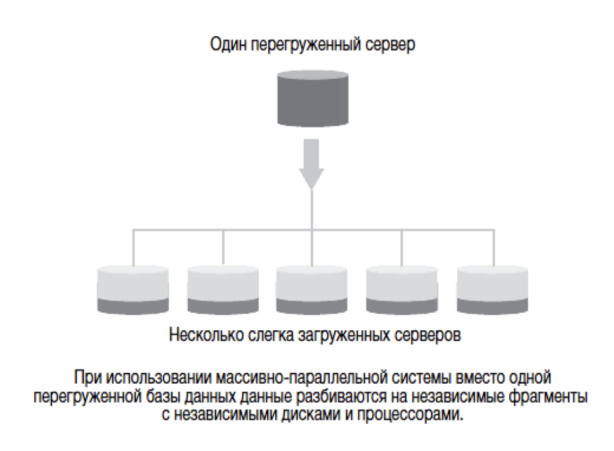 Один перегруженный сервер
Несколько слегка загруженных серверов
При использовании массивно-параллельной системы вместо одной
перегруженной базы данных данные разбиваются на независимые фрагменты
с независимыми дисками и процессорами.